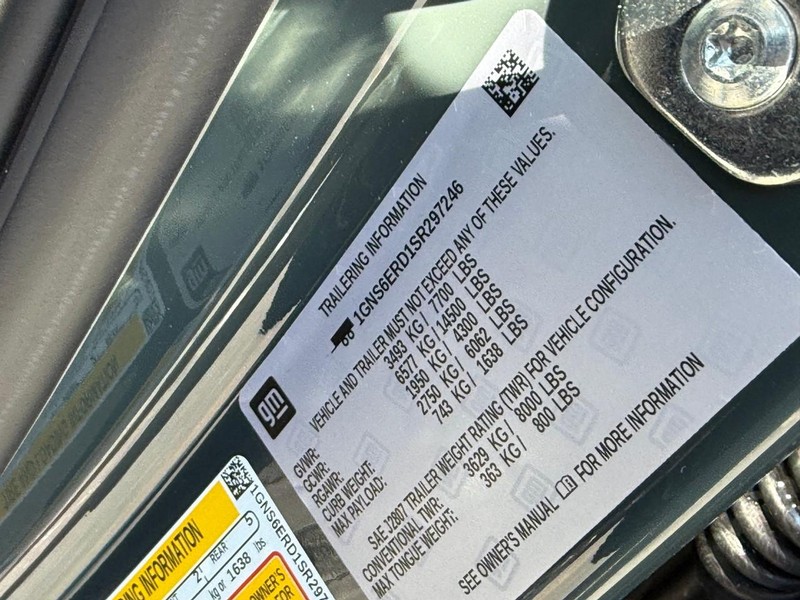 TRAILERING INFORMATION
1GNS6ERD1SR297246
gm
VEHICLE AND TRAILER MUST NOT EXCEED ANY OF THESE VALUES.
GVWR: 3493 KG / 7700 LBS
GCWR: 6577 KG / 14500 LBS
RGAWR: 1950 KG / 4300 LBS
CURB WEIGHT: 2750 KG / 6062 LBS
MAX PAYLOAD: 743 KG / 1638 LBS
SAE J2807 TRAILER WEIGHT RATING (TWR) FOR VEHICLE CONFIGURATION.
CONVENTIONAL TWR: 3629 KG / 8000 LBS
MAX TONGUE WEIGHT: 363 KG / 800 LBS
SEE OWNER'S MANUAL FOR MORE INFORMATION
1GNS6ERD1SR297
INFORMATION
REAR 5
kg or 1638 lbs
OWNER'S